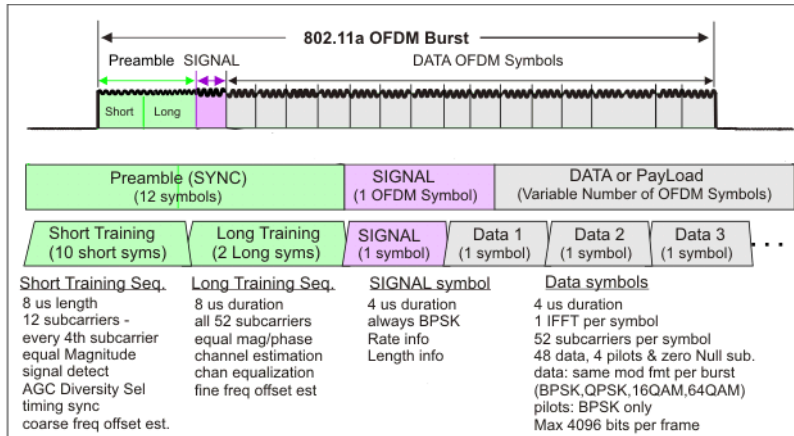 802.11a OFDM Burst
Preamble
SIGNAL
DATA OFDM Symbols
Short
Long
Preamble (SYNC)
(12 symbols)
SIGNAL
(1 OFDM Symbol)
DATA or PayLoad
(Variable Number of OFDM Symbols)
Short Training
(10 short syms)
Long Training
(2 Long syms)
SIGNAL
(1 symbol)
Data 1
(1 symbol)
Data 2
(1 symbol)
Data 3
(1 symbol)
. . .
Short Training Seq.
8 us length
12 subcarriers -
every 4th subcarrier
equal Magnitude
signal detect
AGC Diversity Sel
timing sync
coarse freq offset est.
Long Training Seq.
8 us duration
all 52 subcarriers
equal mag/phase
channel estimation
chan equalization
fine freq offset est
SIGNAL symbol
4 us duration
always BPSK
Rate info
Length info
Data symbols
4 us duration
1 IFFT per symbol
52 subcarriers per symbol
48 data, 4 pilots & zero Null sub.
data: same mod fmt per burst
(BPSK,QPSK,16QAM,64QAM)
pilots: BPSK only
Max 4096 bits per frame